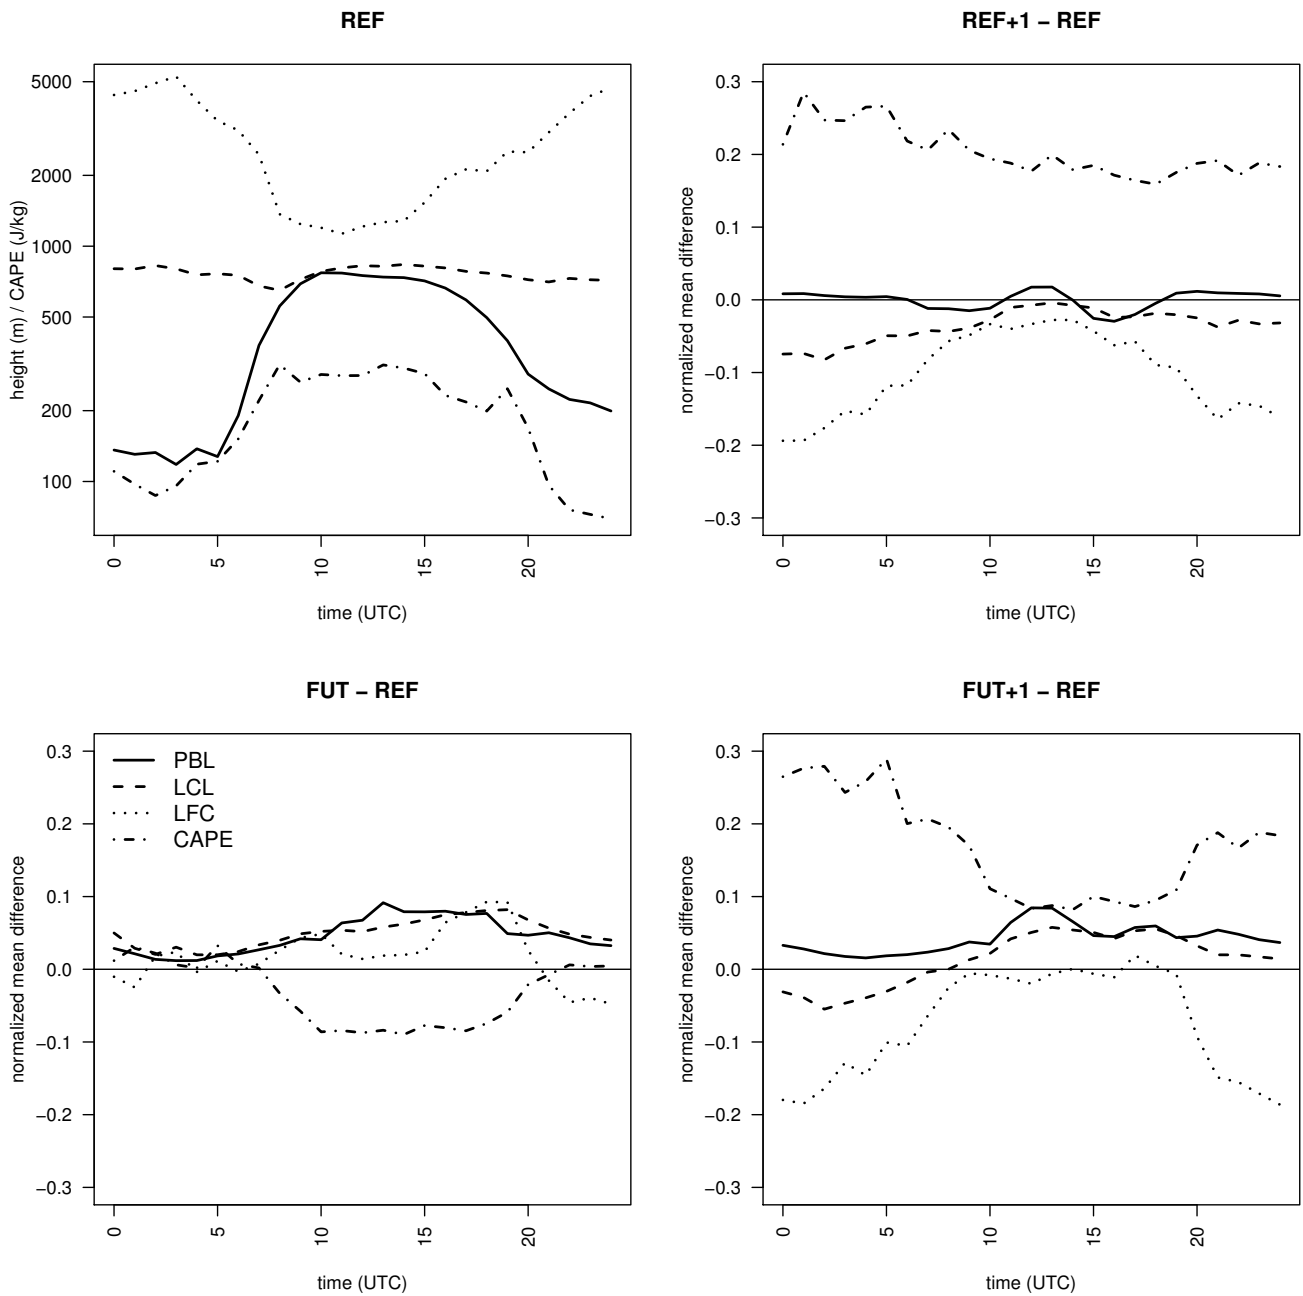 REF
5000
2000
1000
500
200
100
height (m) / CAPE (J/kg)
0
5
10
15
20
time (UTC)
REF+1 − REF
0.3
0.2
0.1
0.0
−0.1
−0.2
−0.3
normalized mean difference
0
5
10
15
20
time (UTC)
FUT − REF
0.3
0.2
0.1
0.0
−0.1
−0.2
−0.3
normalized mean difference
PBL
LCL
LFC
CAPE
0
5
10
15
20
time (UTC)
FUT+1 − REF
0.3
0.2
0.1
0.0
−0.1
−0.2
−0.3
normalized mean difference
0
5
10
15
20
time (UTC)